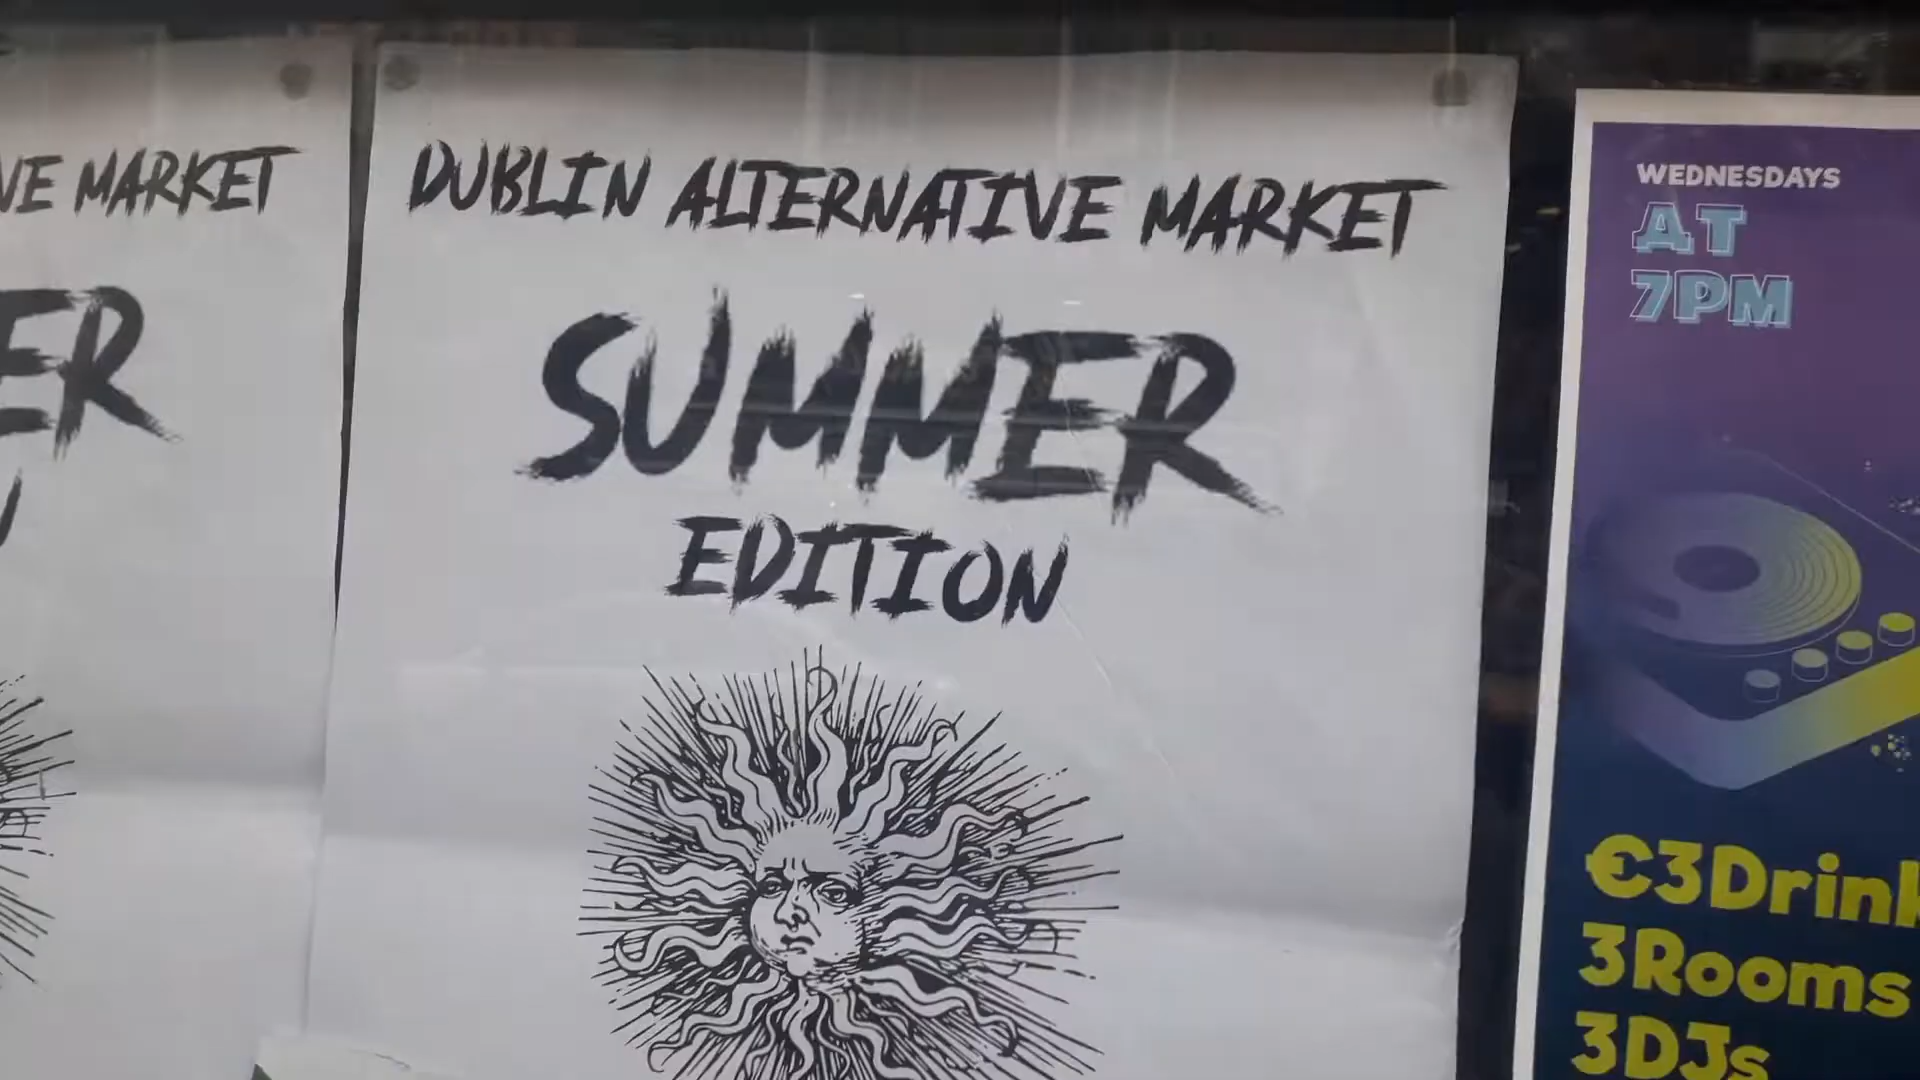 VE MARKET
ER
DUBLIN ALTERNATIVE MARKET
SUMMER
EDITION
WEDNESDAYS
AT
7PM
€3Drink
3Rooms
3DJs